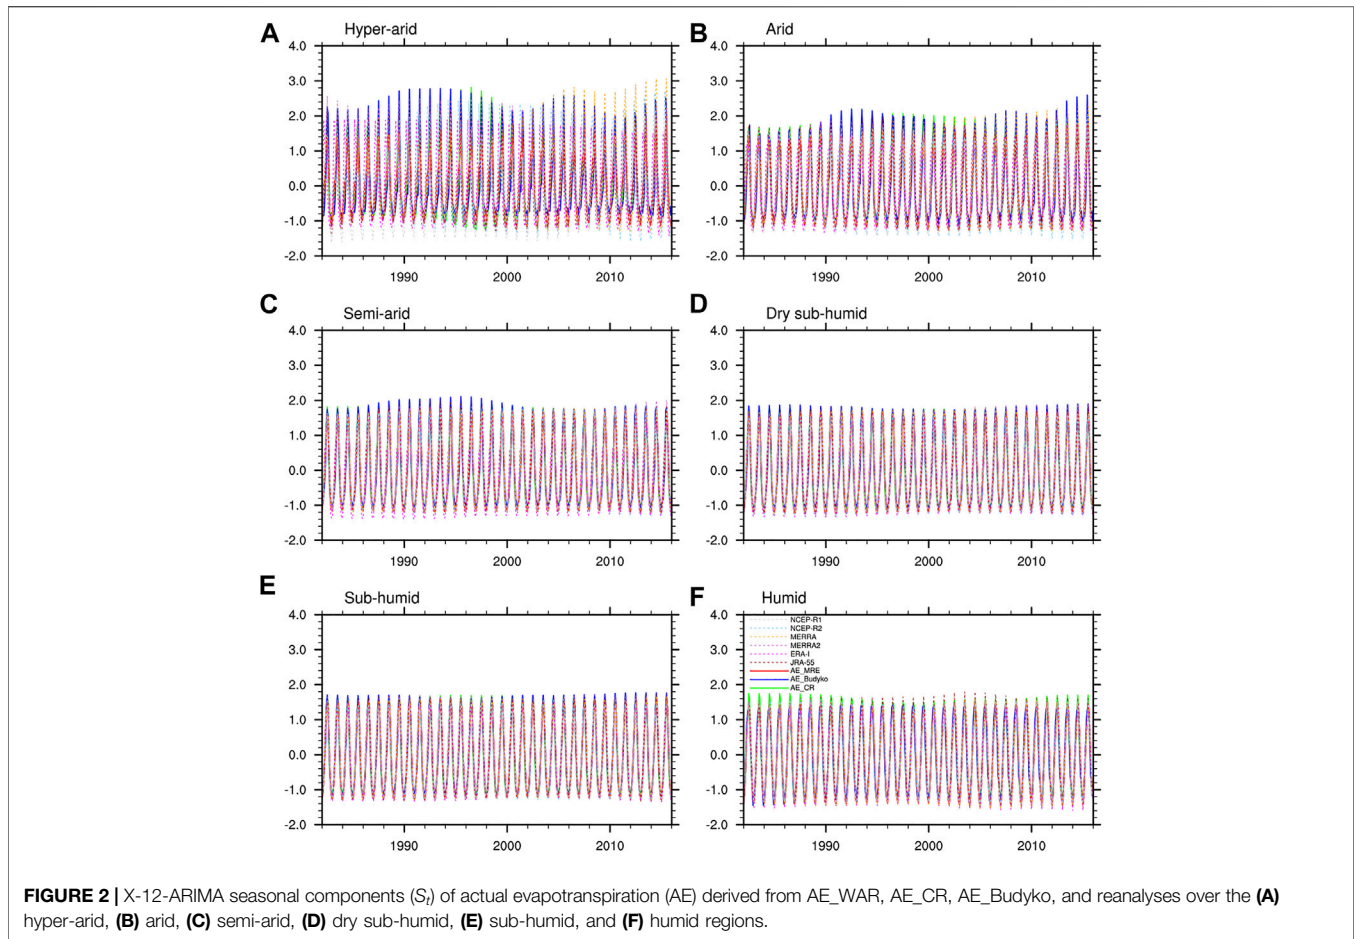 A Hyper-arid
4.0
3.0
2.0
1.0
0.0
-1.0
-2.0
1990 2000 2010
B Arid
4.0
3.0
2.0
1.0
0.0
-1.0
-2.0
1990 2000 2010
C Semi-arid
4.0
3.0
2.0
1.0
0.0
-1.0
-2.0
1990 2000 2010
D Dry sub-humid
4.0
3.0
2.0
1.0
0.0
-1.0
-2.0
1990 2000 2010
E Sub-humid
4.0
3.0
2.0
1.0
0.0
-1.0
-2.0
1990 2000 2010
F Humid
4.0
3.0
2.0
1.0
0.0
-1.0
-2.0
NCEP-R1
NCEP-R2
MERRA
MERRA2
ERA-I
JRA-55
AE_MRE
AE_Budyko
AE_CR
1990 2000 2010
FIGURE 2 | X-12-ARIMA seasonal components (St) of actual evapotranspiration (AE) derived from AE_WAR, AE_CR, AE_Budyko, and reanalyses over the (A)
hyper-arid, (B) arid, (C) semi-arid, (D) dry sub-humid, (E) sub-humid, and (F) humid regions.